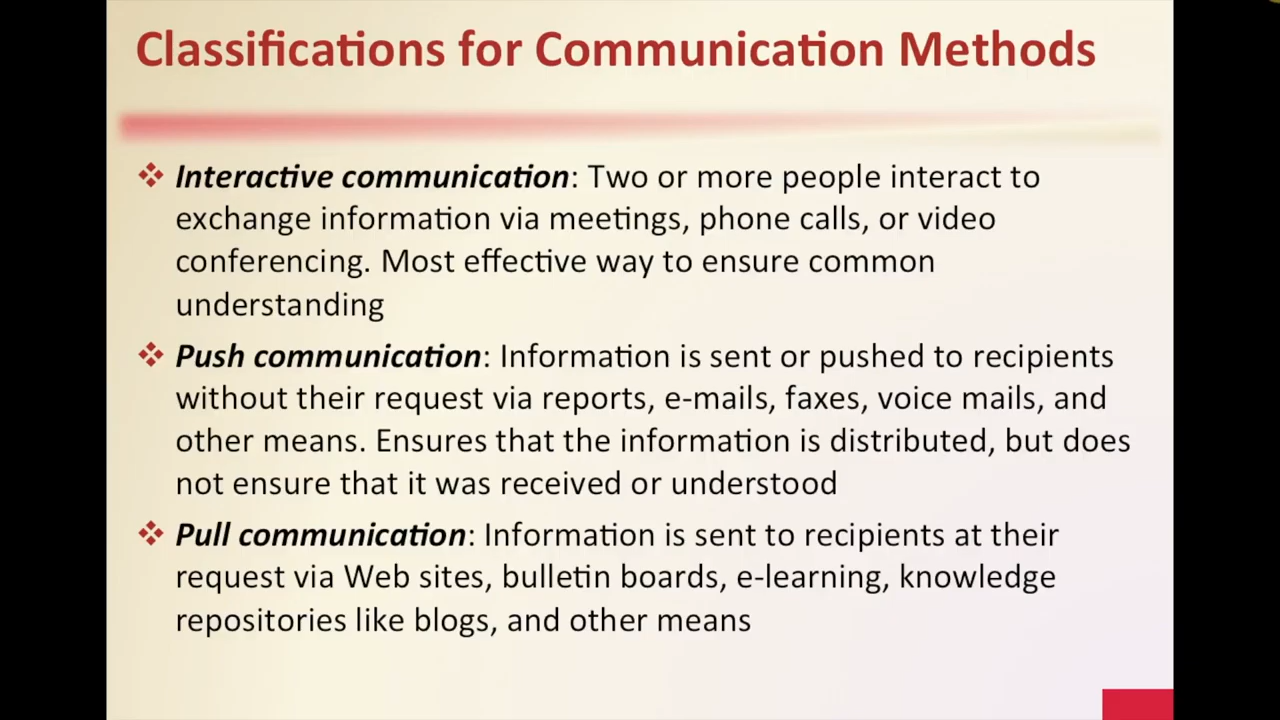 Classifications for Communication Methods
❖ Interactive communication: Two or more people interact to
exchange information via meetings, phone calls, or video
conferencing. Most effective way to ensure common
understanding
❖ Push communication: Information is sent or pushed to recipients
without their request via reports, e-mails, faxes, voice mails, and
other means. Ensures that the information is distributed, but does
not ensure that it was received or understood
❖ Pull communication: Information is sent to recipients at their
request via Web sites, bulletin boards, e-learning, knowledge
repositories like blogs, and other means